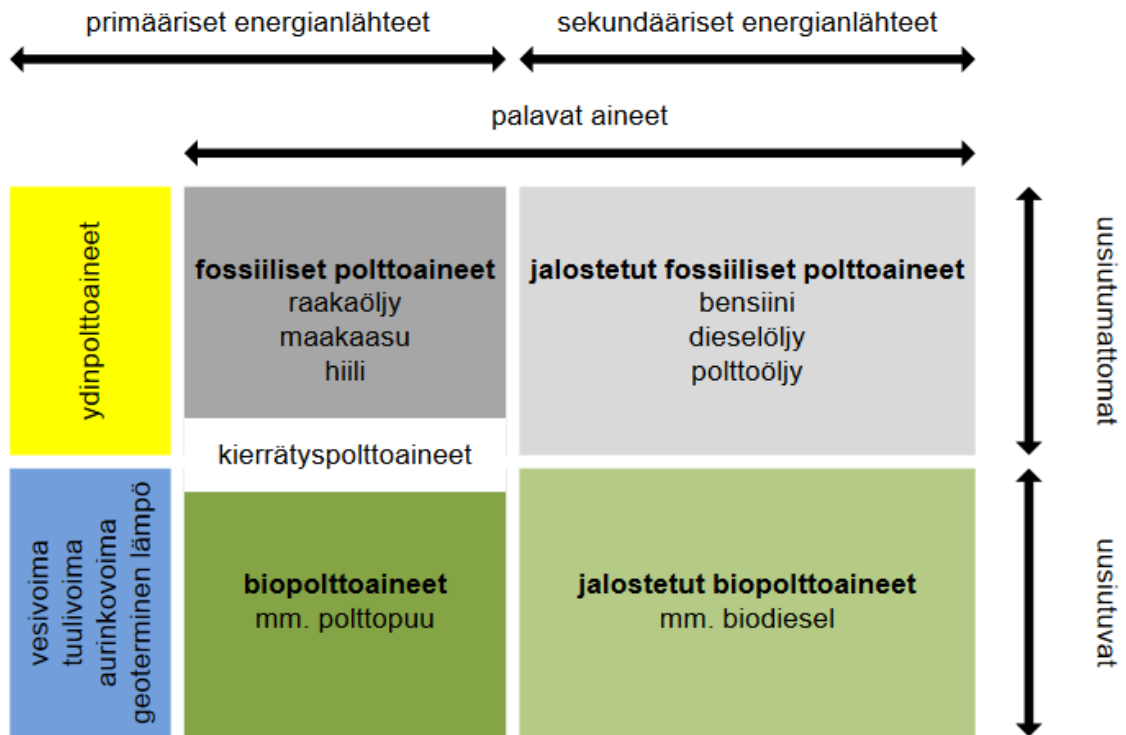 primääriset energianlähteet
sekundääriset energianlähteet
palavat aineet
ydinpolttoaineet
fossiiliset polttoaineet
raakaöljy
maakaasu
hiili
jalostetut fossiiliset polttoaineet
bensiini
dieselöljy
polttoöljy
uusiutumattomat
kierrätyspolttoaineet
vesivoima
tuulivoima
aurinkovoima
geoterminen lämpö
biopolttoaineet
mm. polttopuu
jalostetut biopolttoaineet
mm. biodiesel
uusiutuvat